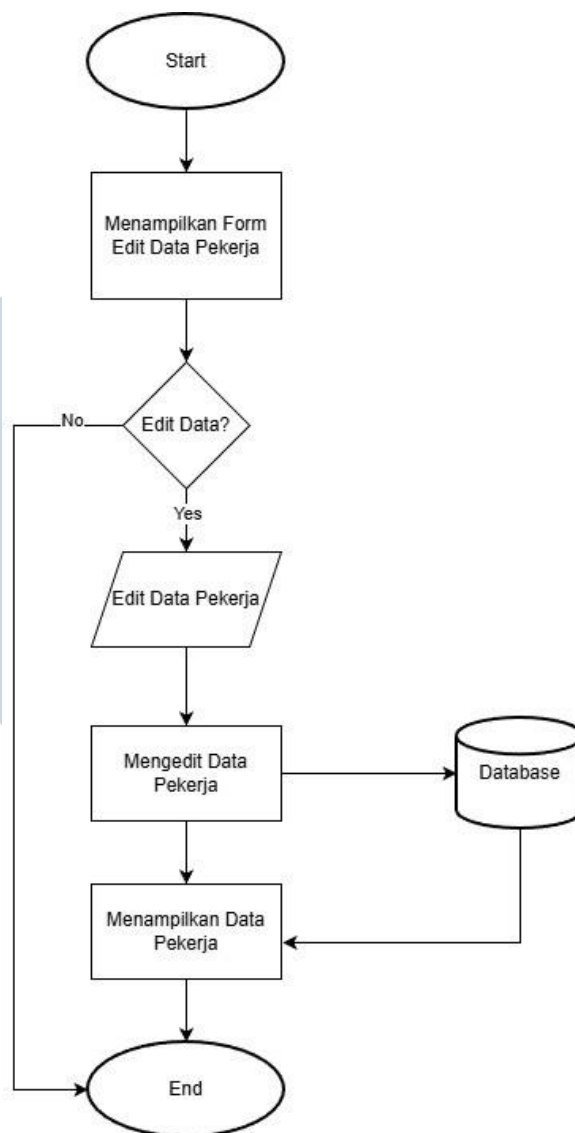 Start
Menampilkan Form
Edit Data Pekerja
Edit Data?
No
Yes
Edit Data Pekerja
Mengedit Data
Pekerja
Database
Menampilkan Data
Pekerja
End